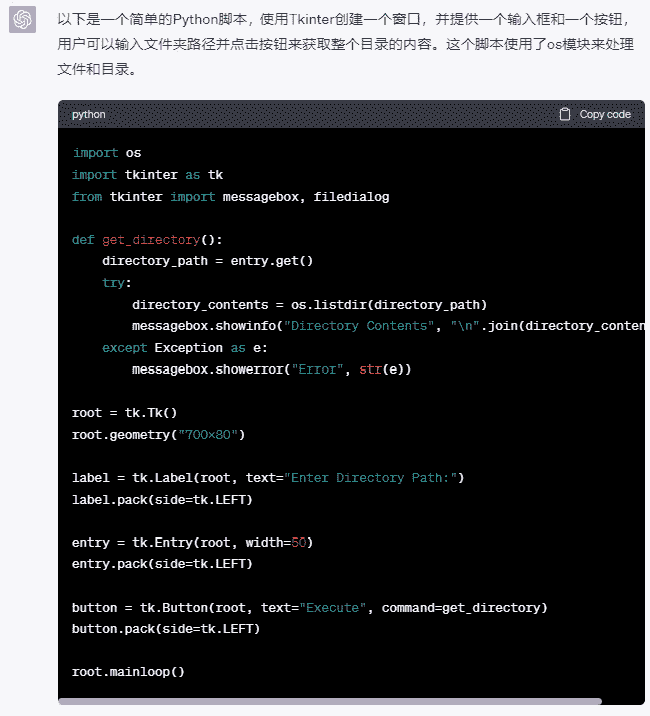 以下是一个简单的Python脚本，使用Tkinter创建一个窗口，并提供一个输入框和一个按钮，
用户可以输入文件夹路径并点击按钮来获取整个目录的内容。这个脚本使用了os模块来处理
文件和目录。
python
Copy code
import os
import tkinter as tk
from tkinter import messagebox, filedialog
def get_directory():
directory_path = entry.get()
try:
directory_contents = os.listdir(directory_path)
messagebox.showinfo("Directory Contents", "\n".join(directory_conten
except Exception as e:
messagebox.showerror("Error", str(e))
root = tk.Tk()
root.geometry("700x80")
label = tk.Label(root, text="Enter Directory Path:")
label.pack(side=tk.LEFT)
entry = tk.Entry(root, width=50)
entry.pack(side=tk.LEFT)
button = tk.Button(root, text="Execute", command=get_directory)
button.pack(side=tk.LEFT)
root.mainloop()